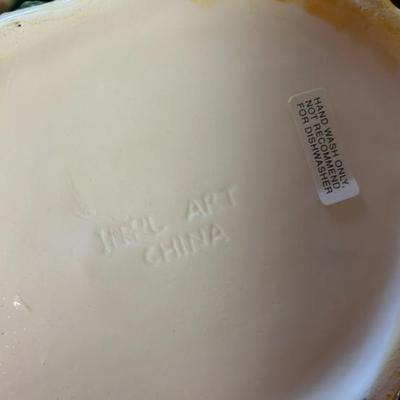 INT'L ART
CHINA
HAND WASH ONLY.
NOT RECOMMEND
FOR DISHWASHER